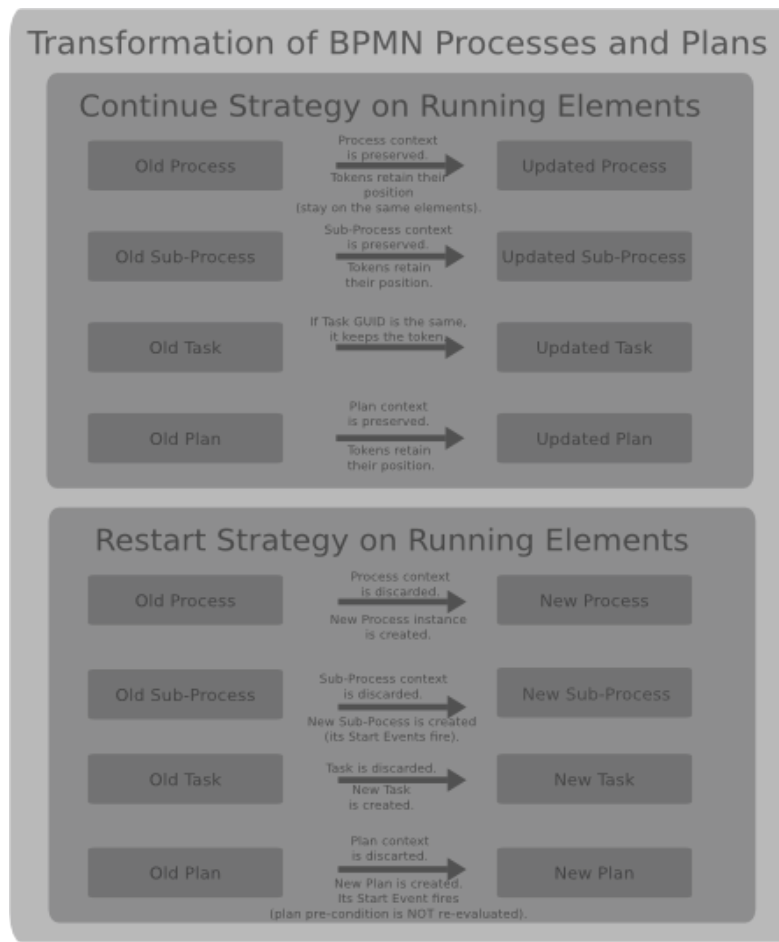 Transformation of BPMN Processes and Plans
Continue Strategy on Running Elements
Process context
is preserved.
Old Process
Updated Process
Tokens retain their
position
(stay on the same elements).
Sub-Process context
is preserved.
Old Sub-Process
Updated Sub-Process
Tokens retain
their position.
If Task GUID is the same,
it keeps the token.
Old Task
Updated Task
Plan context
is preserved.
Old Plan
Updated Plan
Tokens retain
their position.
Restart Strategy on Running Elements
Process context
is discarded.
Old Process
New Process
New Process instance
is created.
Sub-Process context
is discarded.
Old Sub-Process
New Sub-Process
New Sub-Pocess is created
(its Start Events fire).
Task is discarded.
Old Task
New Task
New Task
is created.
Plan context
is discarted.
Old Plan
New Plan
New Plan is created.
Its Start Event fires
(plan pre-condition is NOT re-evaluated).